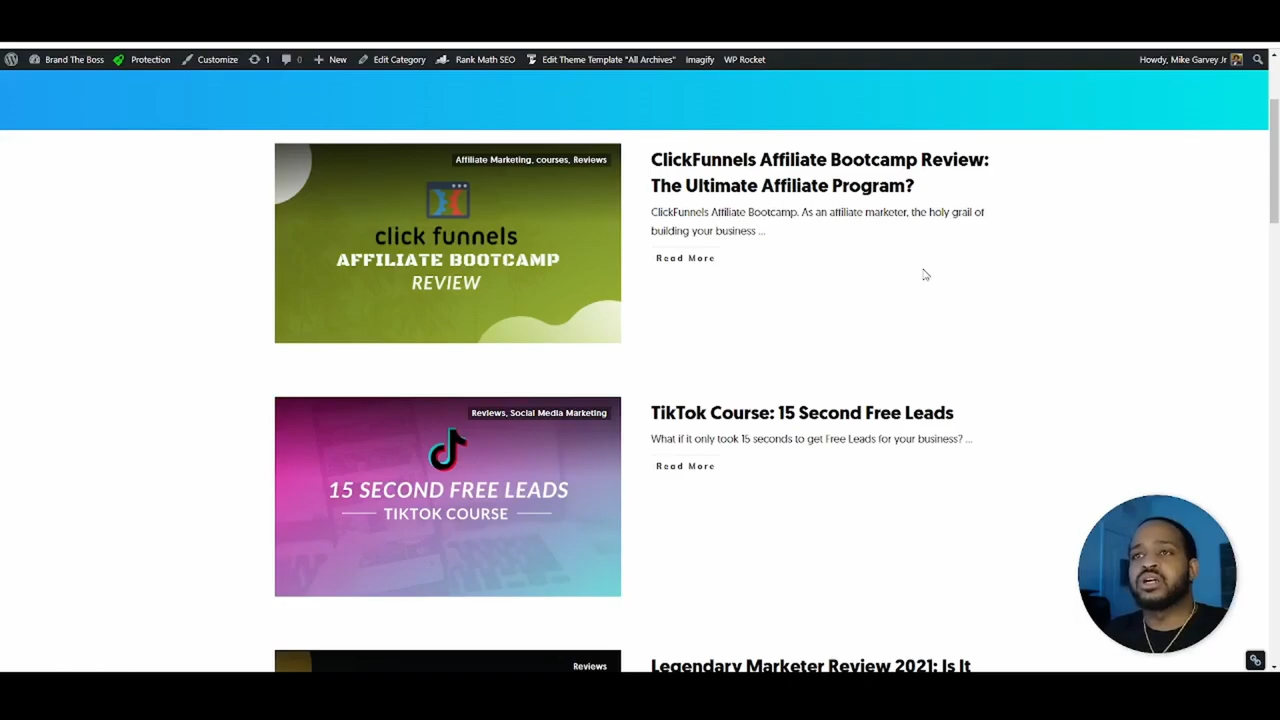 Brand The Boss Protection Customize 1 0 New Edit Category Rank Math SEO Edit Theme Template "All Archives" Imagify WP Rocket Howdy, Mike Garvey Jr
Affiliate Marketing, courses, Reviews
click funnels
AFFILIATE BOOTCAMP
REVIEW
ClickFunnels Affiliate Bootcamp Review:
The Ultimate Affiliate Program?
ClickFunnels Affiliate Bootcamp. As an affiliate marketer, the holy grail of
building your business ...
Read More
Reviews, Social Media Marketing
15 SECOND FREE LEADS
TIKTOK COURSE
TikTok Course: 15 Second Free Leads
What if it only took 15 seconds to get Free Leads for your business? ...
Read More
Reviews
Legendary Marketer Review 2021: Is It